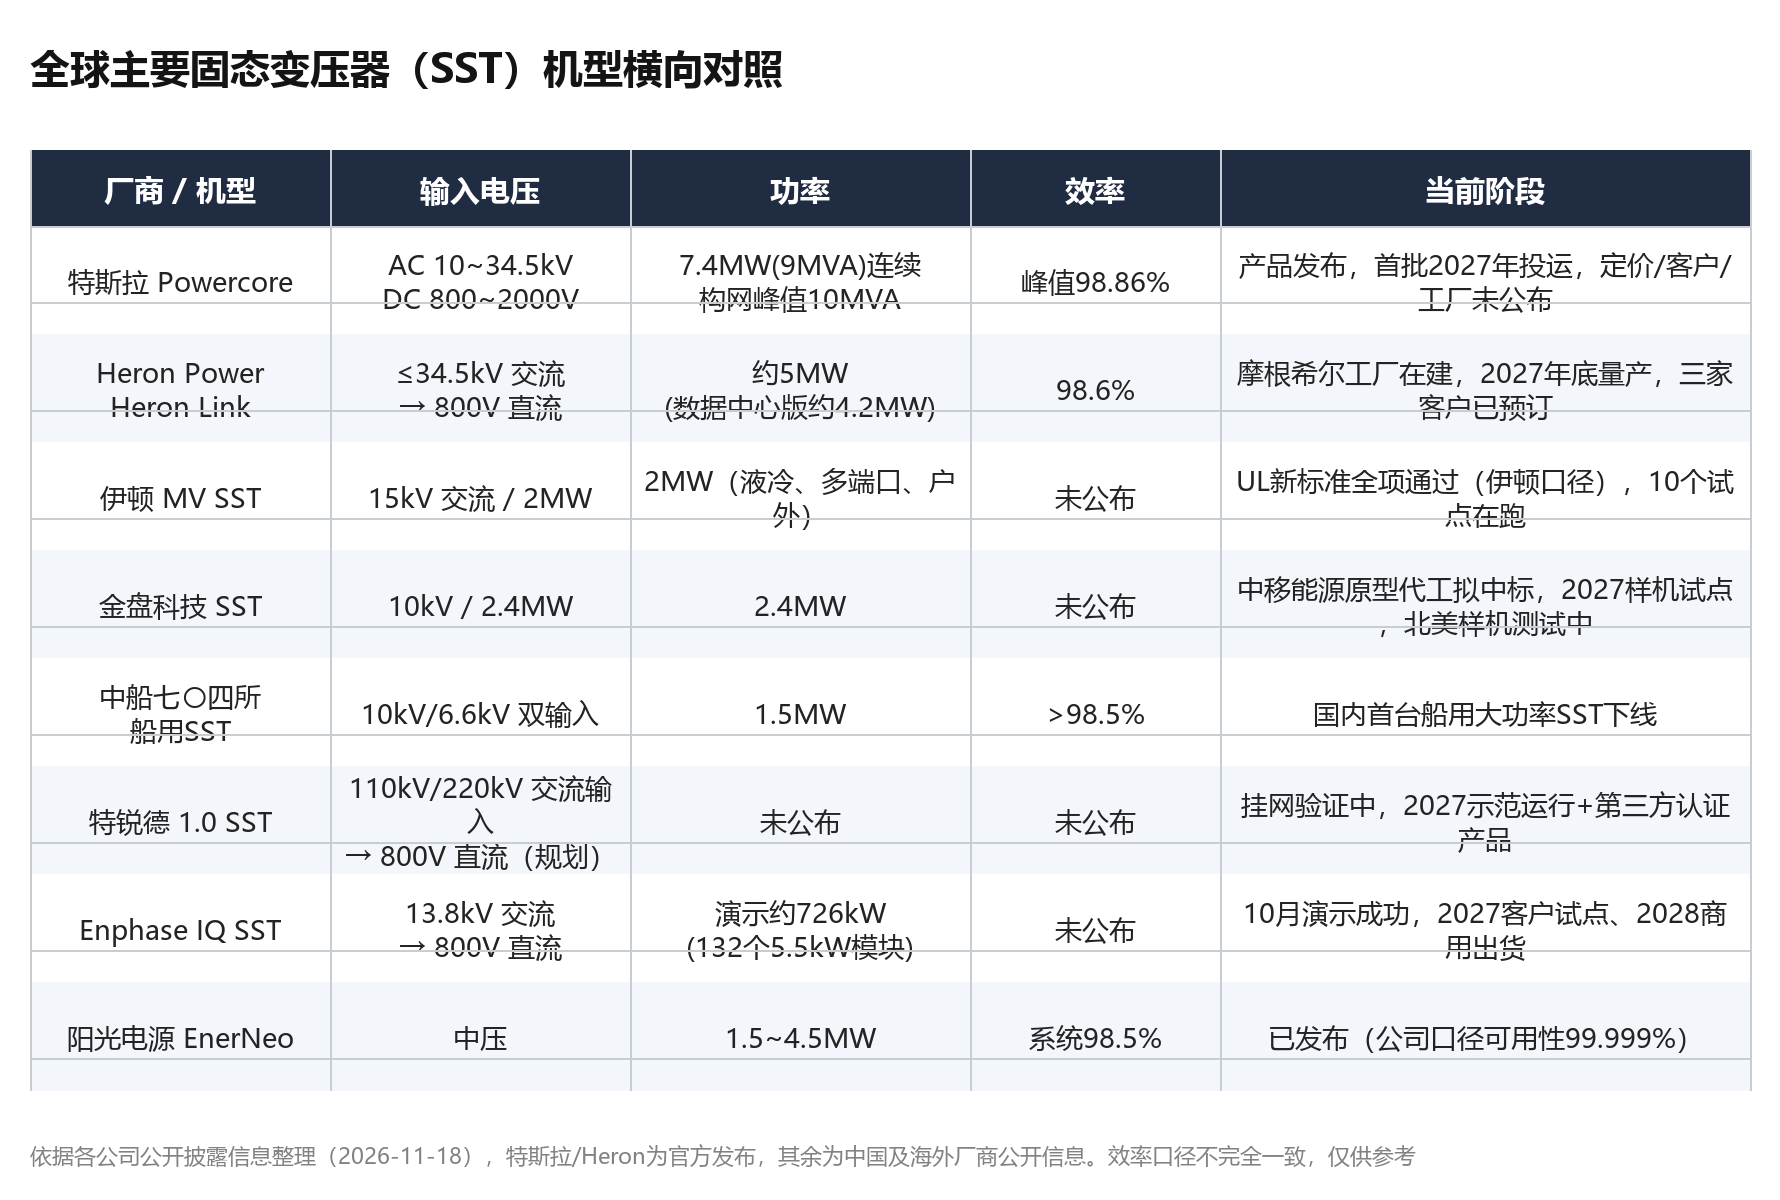 全球主要固态变压器（SST）机型横向对照
厂商 / 机型
输入电压
功率
效率
当前阶段
特斯拉 Powercore
AC 10~34.5kV
DC 800~2000V
7.4MW(9MVA)连续
构网峰值10MVA
峰值98.86%
产品发布，首批2027年投运，定价/客户/
工厂未公布
Heron Power
Heron Link
≤34.5kV 交流
→ 800V 直流
约5MW
(数据中心版约4.2MW)
98.6%
摩根希尔工厂在建，2027年底量产，三家
客户已预订
伊顿 MV SST
15kV 交流 / 2MW
2MW（液冷、多端口、户
外）
未公布
UL新标准全项通过（伊顿口径），10个试
点在跑
金盘科技 SST
10kV / 2.4MW
2.4MW
未公布
中移能源原型代工拟中标，2027样机试点
，北美样机测试中
中船七〇四所
船用SST
10kV/6.6kV 双输入
1.5MW
>98.5%
国内首台船用大功率SST下线
特锐德 1.0 SST
110kV/220kV 交流输
入
→ 800V 直流（规划）
未公布
未公布
挂网验证中，2027示范运行+第三方认证
产品
Enphase IQ SST
13.8kV 交流
→ 800V 直流
演示约726kW
(132个5.5kW模块)
未公布
10月演示成功，2027客户试点、2028商
用出货
阳光电源 EnerNeo
中压
1.5~4.5MW
系统98.5%
已发布（公司口径可用性99.999%）
依据各公司公开披露信息整理（2026-11-18），特斯拉/Heron为官方发布，其余为中国及海外厂商公开信息。效率口径不完全一致，仅供参考